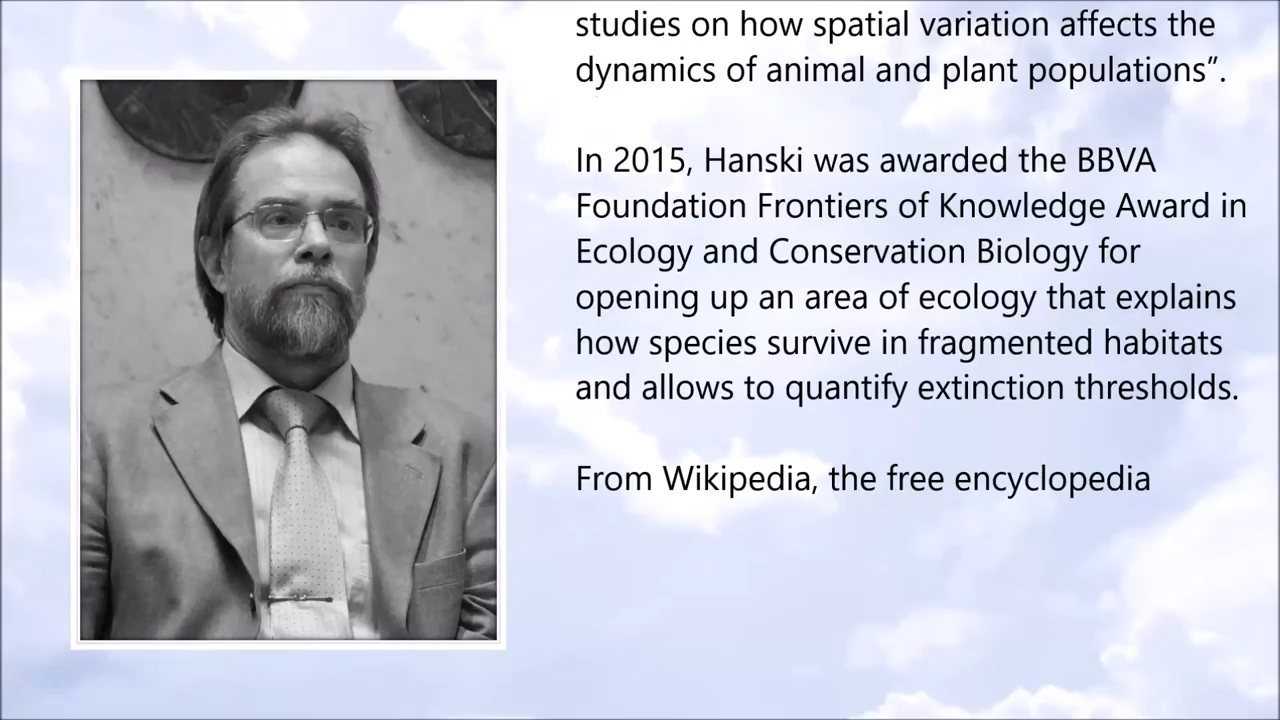 studies on how spatial variation affects the
dynamics of animal and plant populations”.
In 2015, Hanski was awarded the BBVA
Foundation Frontiers of Knowledge Award in
Ecology and Conservation Biology for
opening up an area of ecology that explains
how species survive in fragmented habitats
and allows to quantify extinction thresholds.
From Wikipedia, the free encyclopedia